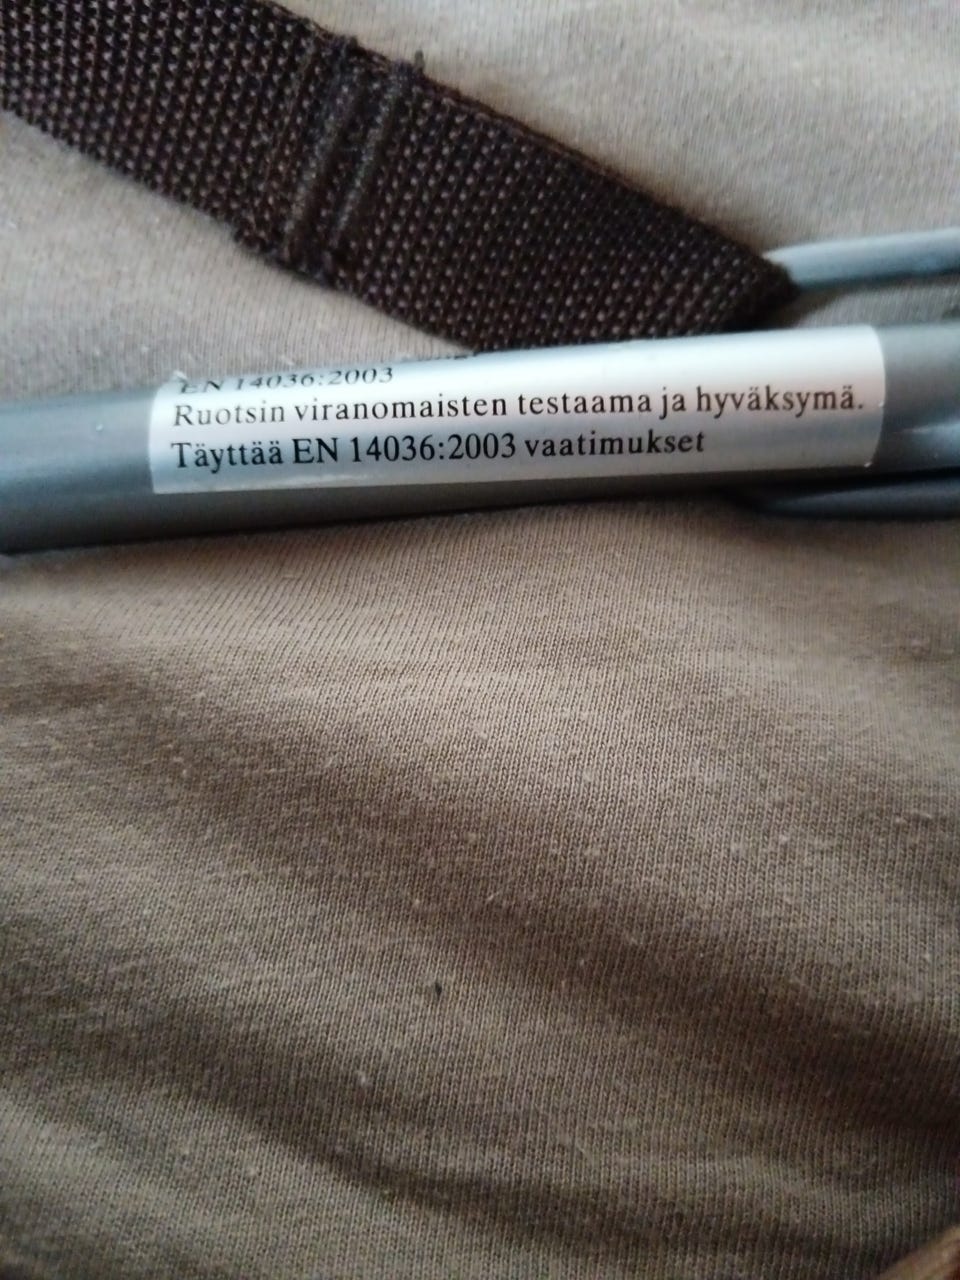 EN 14036:2003
Ruotsin viranomaisten testaama ja hyväksymä.
Täyttää EN 14036:2003 vaatimukset